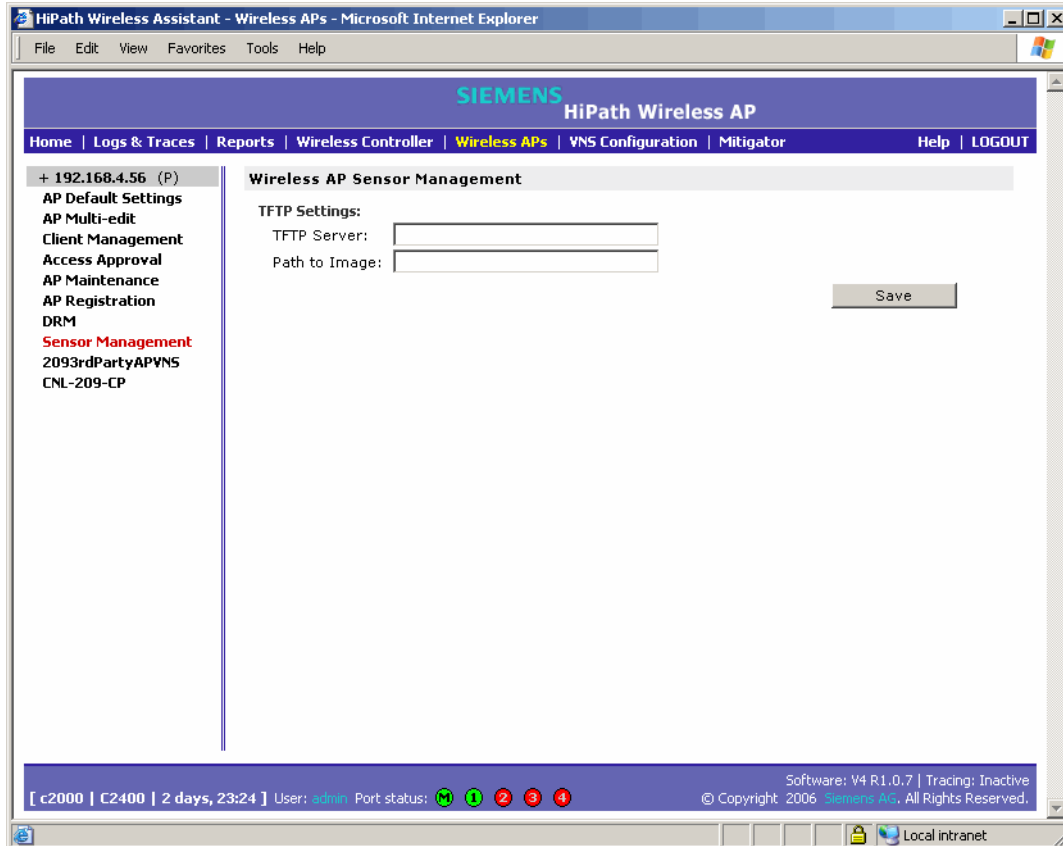 HiPath Wireless Assistant - Wireless APs - Microsoft Internet Explorer
File Edit View Favorites Tools Help
SIEMENS
HiPath Wireless AP
Home | Logs & Traces | Reports | Wireless Controller | Wireless APs | VNS Configuration | Mitigator Help | LOGOUT
+ 192.168.4.56 (P)
AP Default Settings
AP Multi-edit
Client Management
Access Approval
AP Maintenance
AP Registration
DRM
Sensor Management
2093rdPartyAPVNS
CNL-209-CP
Wireless AP Sensor Management
TFTP Settings:
TFTP Server:
Path to Image:
Save
Software: V4 R1.0.7 | Tracing: Inactive
[ c2000 | C2400 | 2 days, 23:24 ] User: admin Port status: M 1 2 3 4
© Copyright 2006 Siemens AG. All Rights Reserved.
Local intranet